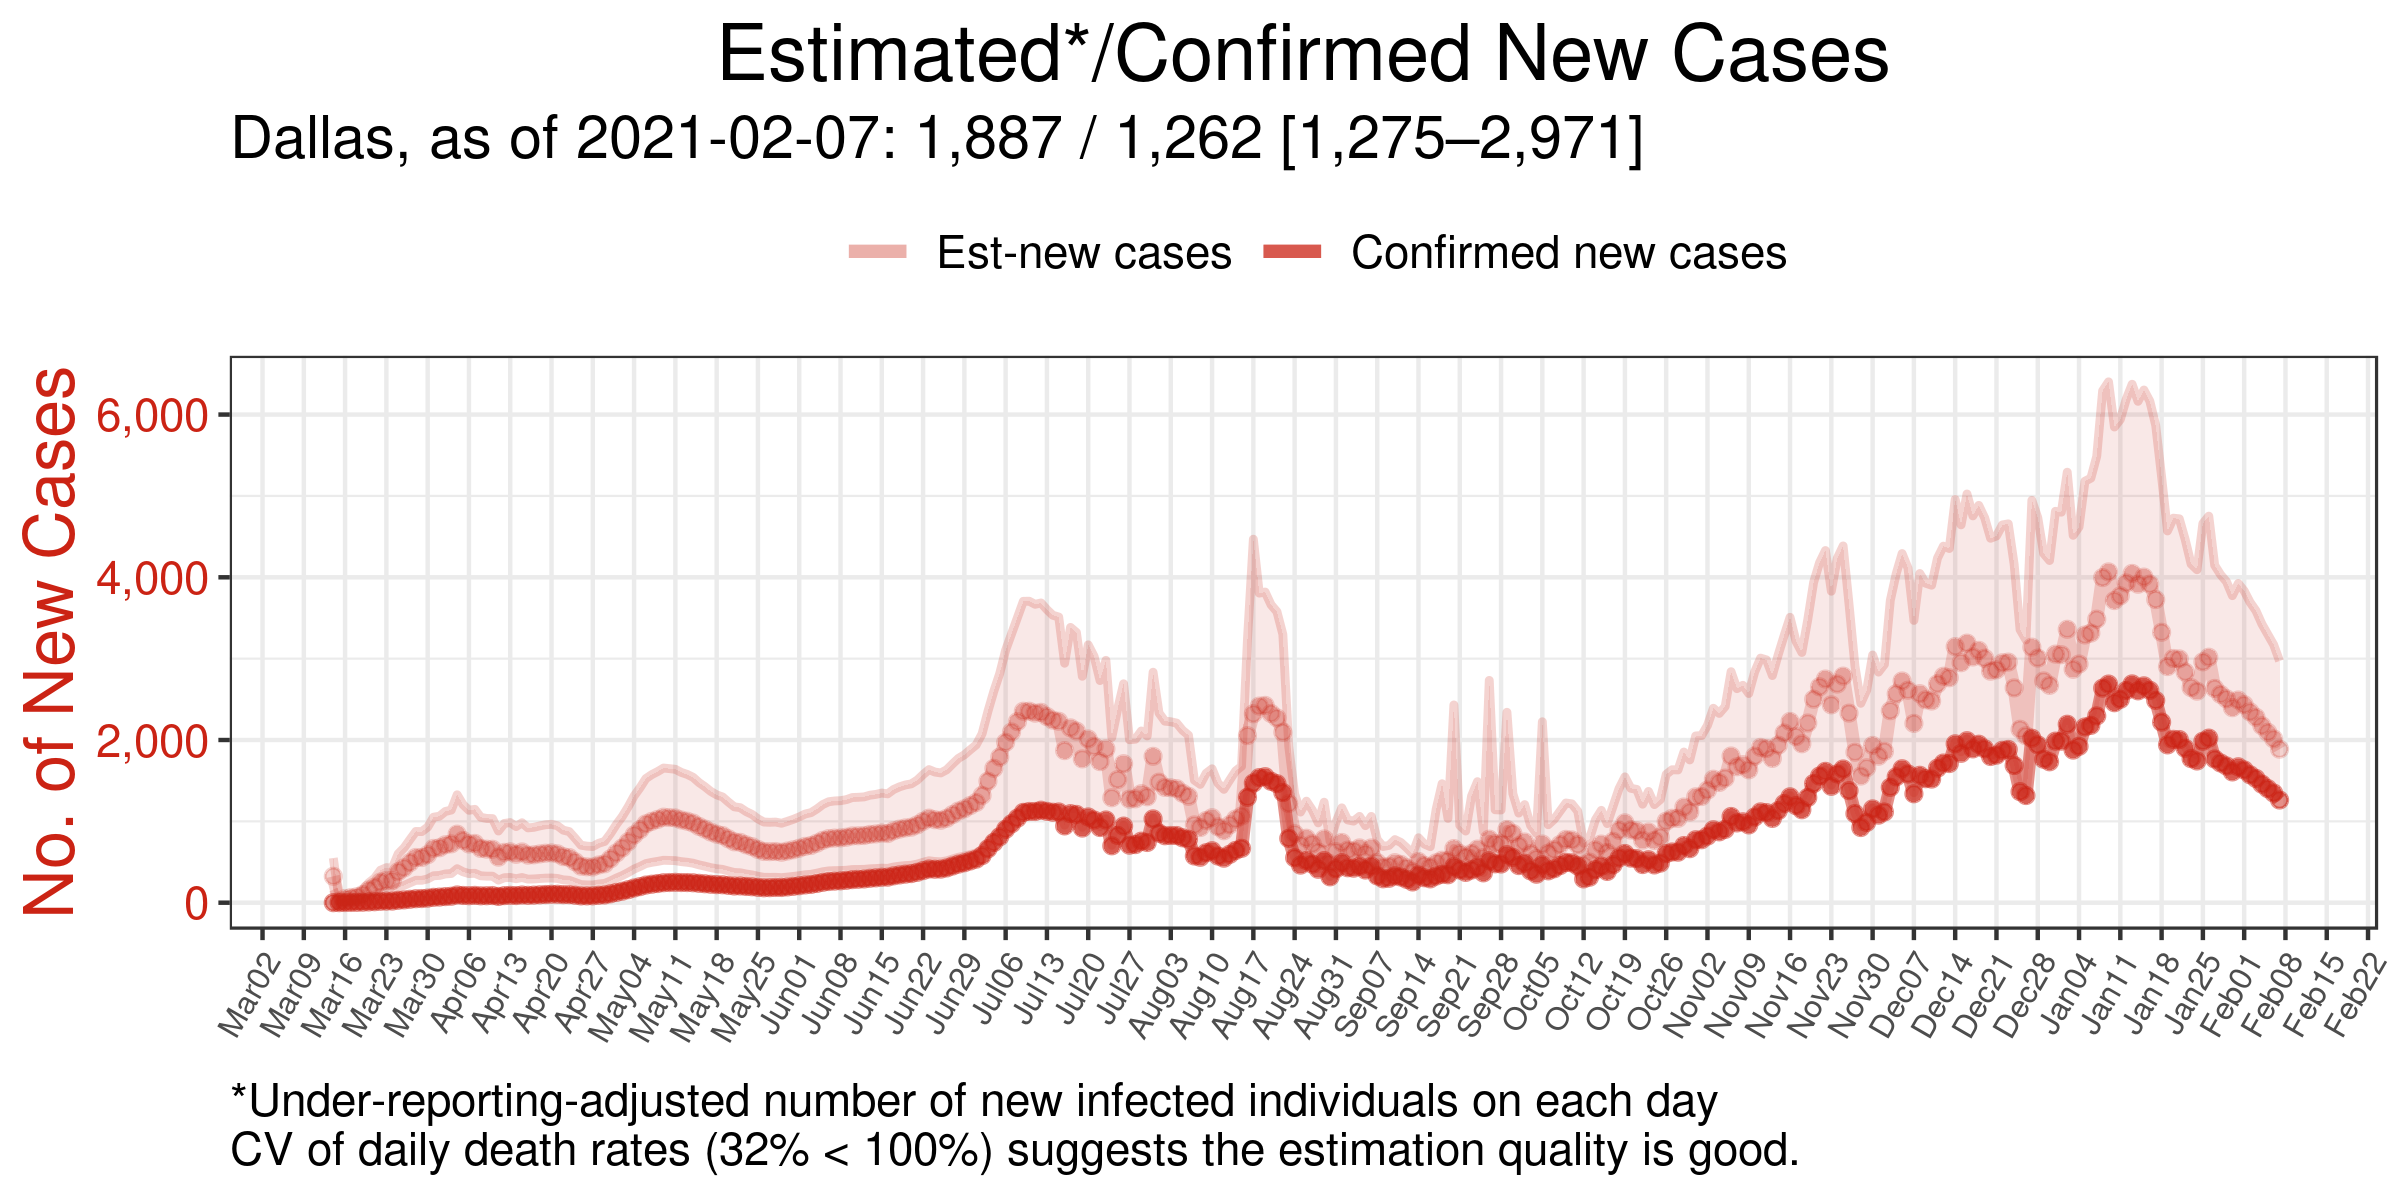 Estimated*/Confirmed New Cases
Dallas, as of 2021-02-07: 1,887 / 1,262 [1,275–2,971]
Est-new cases Confirmed new cases
No. of New Cases
6,000
4,000
2,000
0
Mar02 Mar09 Mar16 Mar23 Mar30 Apr06 Apr13 Apr20 Apr27 May04 May11 May18 May25 Jun01 Jun08 Jun15 Jun22 Jun29 Jul06 Jul13 Jul20 Jul27 Aug03 Aug10 Aug17 Aug24 Aug31 Sep07 Sep14 Sep21 Sep28 Oct05 Oct12 Oct19 Oct26 Nov02 Nov09 Nov16 Nov23 Nov30 Dec07 Dec14 Dec21 Dec28 Jan04 Jan11 Jan18 Jan25 Feb01 Feb08 Feb15 Feb22
*Under-reporting-adjusted number of new infected individuals on each day
CV of daily death rates (32% < 100%) suggests the estimation quality is good.